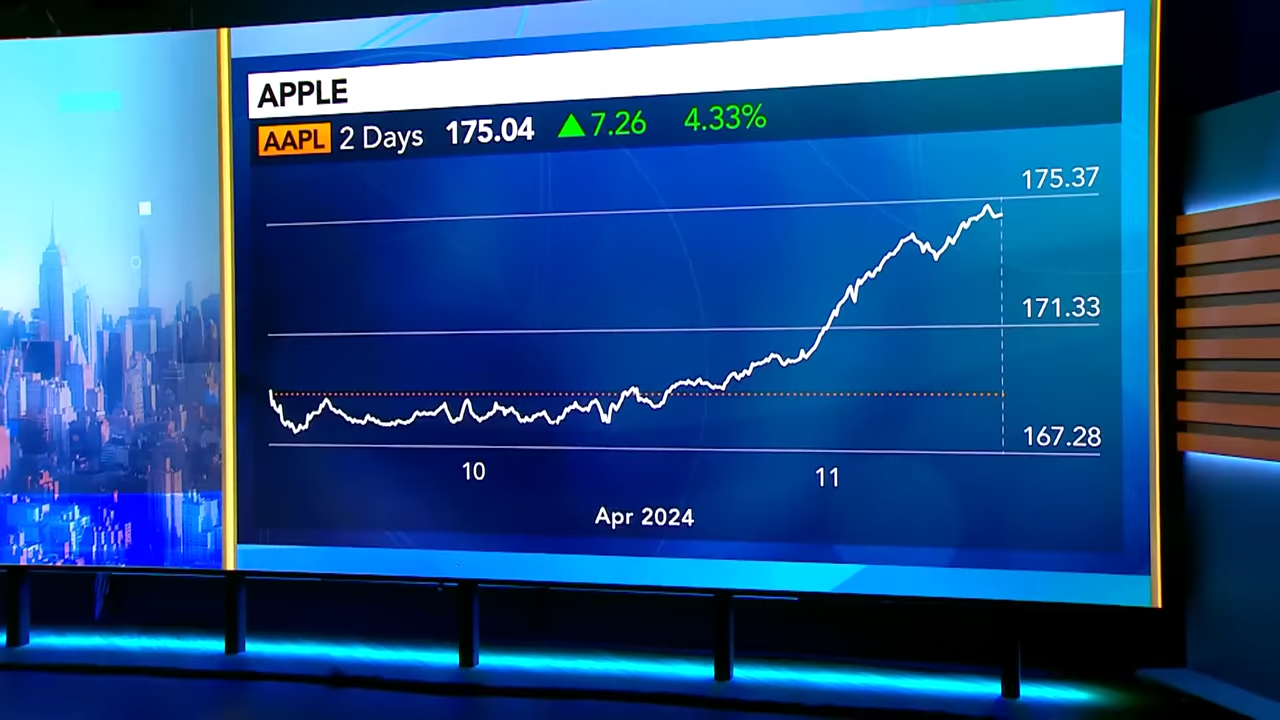 APPLE
AAPL 2 Days 175.04 ▲7.26 4.33%
175.37
171.33
167.28
10 11
Apr 2024